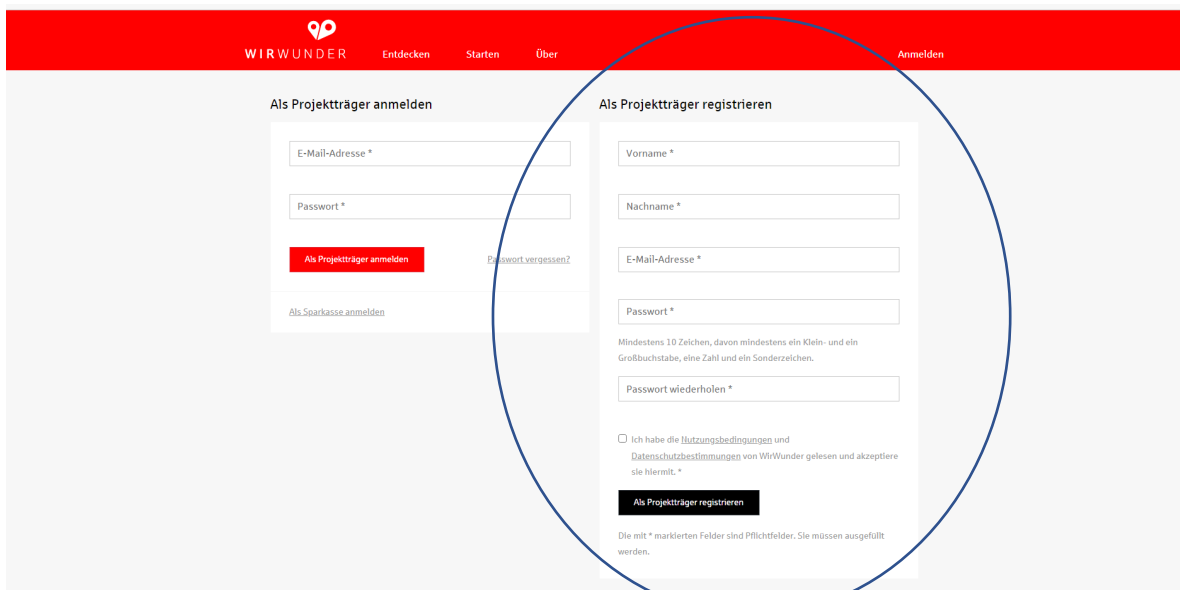 WIRWUNDER Entdecken Starten Über Anmelden
Als Projektträger anmelden
E-Mail-Adresse *
Passwort *
Als Projektträger anmelden Passwort vergessen?
Als Sparkasse anmelden
Als Projektträger registrieren
Vorname *
Nachname *
E-Mail-Adresse *
Passwort *
Mindestens 10 Zeichen, davon mindestens ein Klein- und ein
Großbuchstabe, eine Zahl und ein Sonderzeichen.
Passwort wiederholen *
Ich habe die Nutzungsbedingungen und
Datenschutzbestimmungen von WirWunder gelesen und akzeptiere
sie hiermit. *
Als Projektträger registrieren
Die mit * markierten Felder sind Pflichtfelder. Sie müssen ausgefüllt
werden.